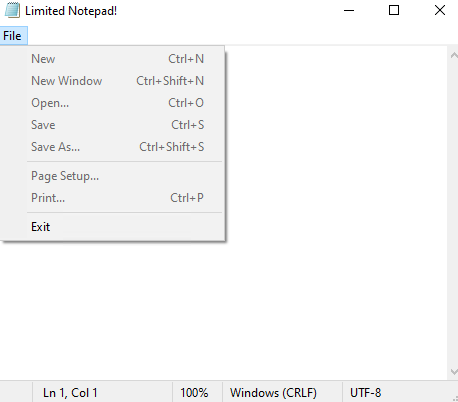 Limited Notepad!
File
New Ctrl+N
New Window Ctrl+Shift+N
Open... Ctrl+O
Save Ctrl+S
Save As... Ctrl+Shift+S
Page Setup...
Print... Ctrl+P
Exit
Ln 1, Col 1 100% Windows (CRLF) UTF-8